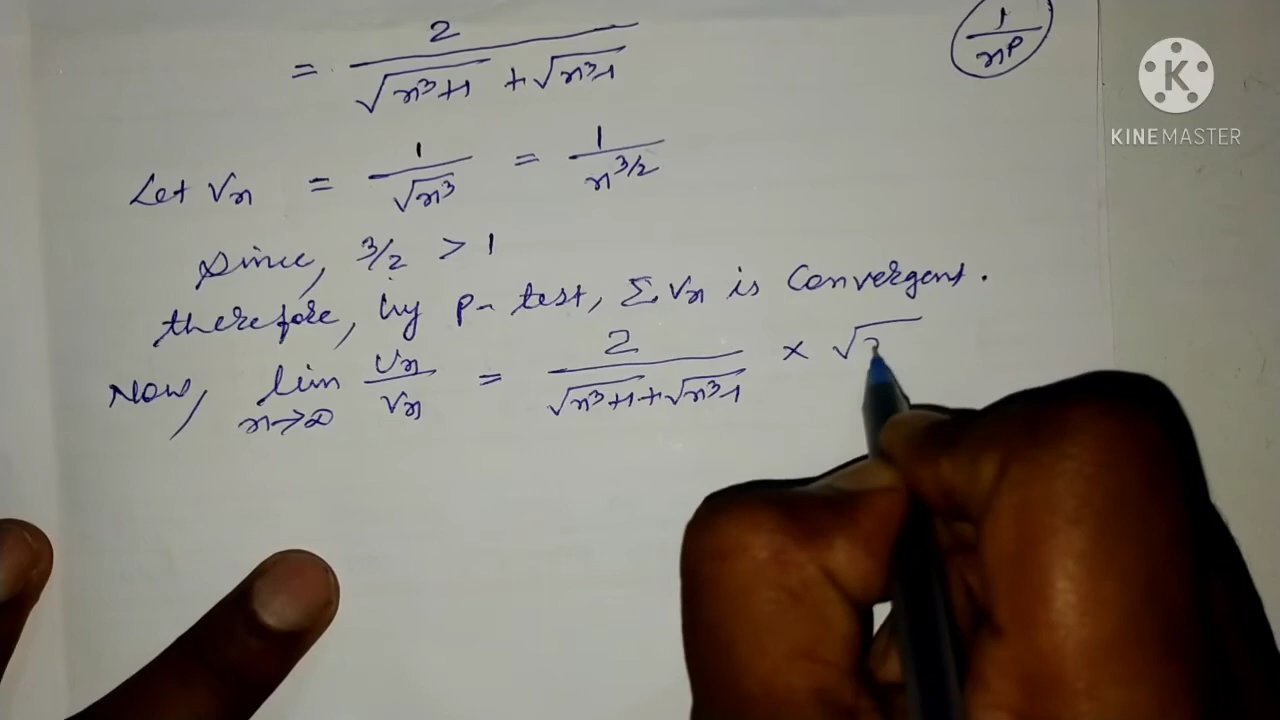 = 2 / (√(n³+1) + √(n³-1))
1/n^p
KINEMASTER
Let Vn = 1/√n³ = 1/n^(3/2)
Since, 3/2 > 1
therefore, by p- test, Σ Vn is Convergent.
Now, lim n→∞ Un/Vn = 2 / (√(n³+1) + √(n³-1)) × √